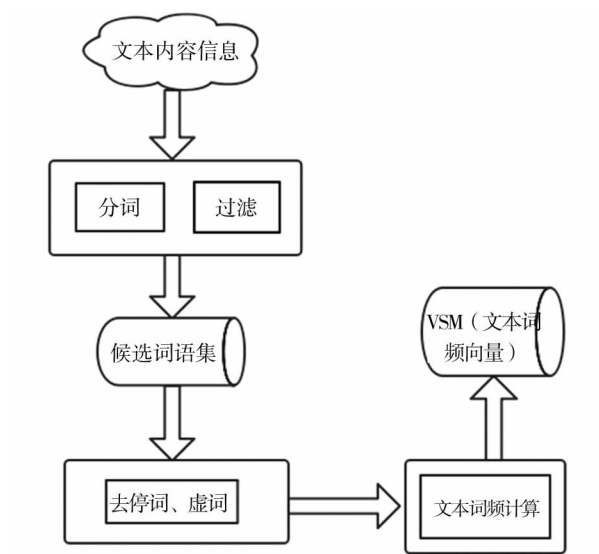 文本内容信息
分词
过滤
候选词语集
VSM（文本词
频向量）
去停词、虚词
文本词频计算